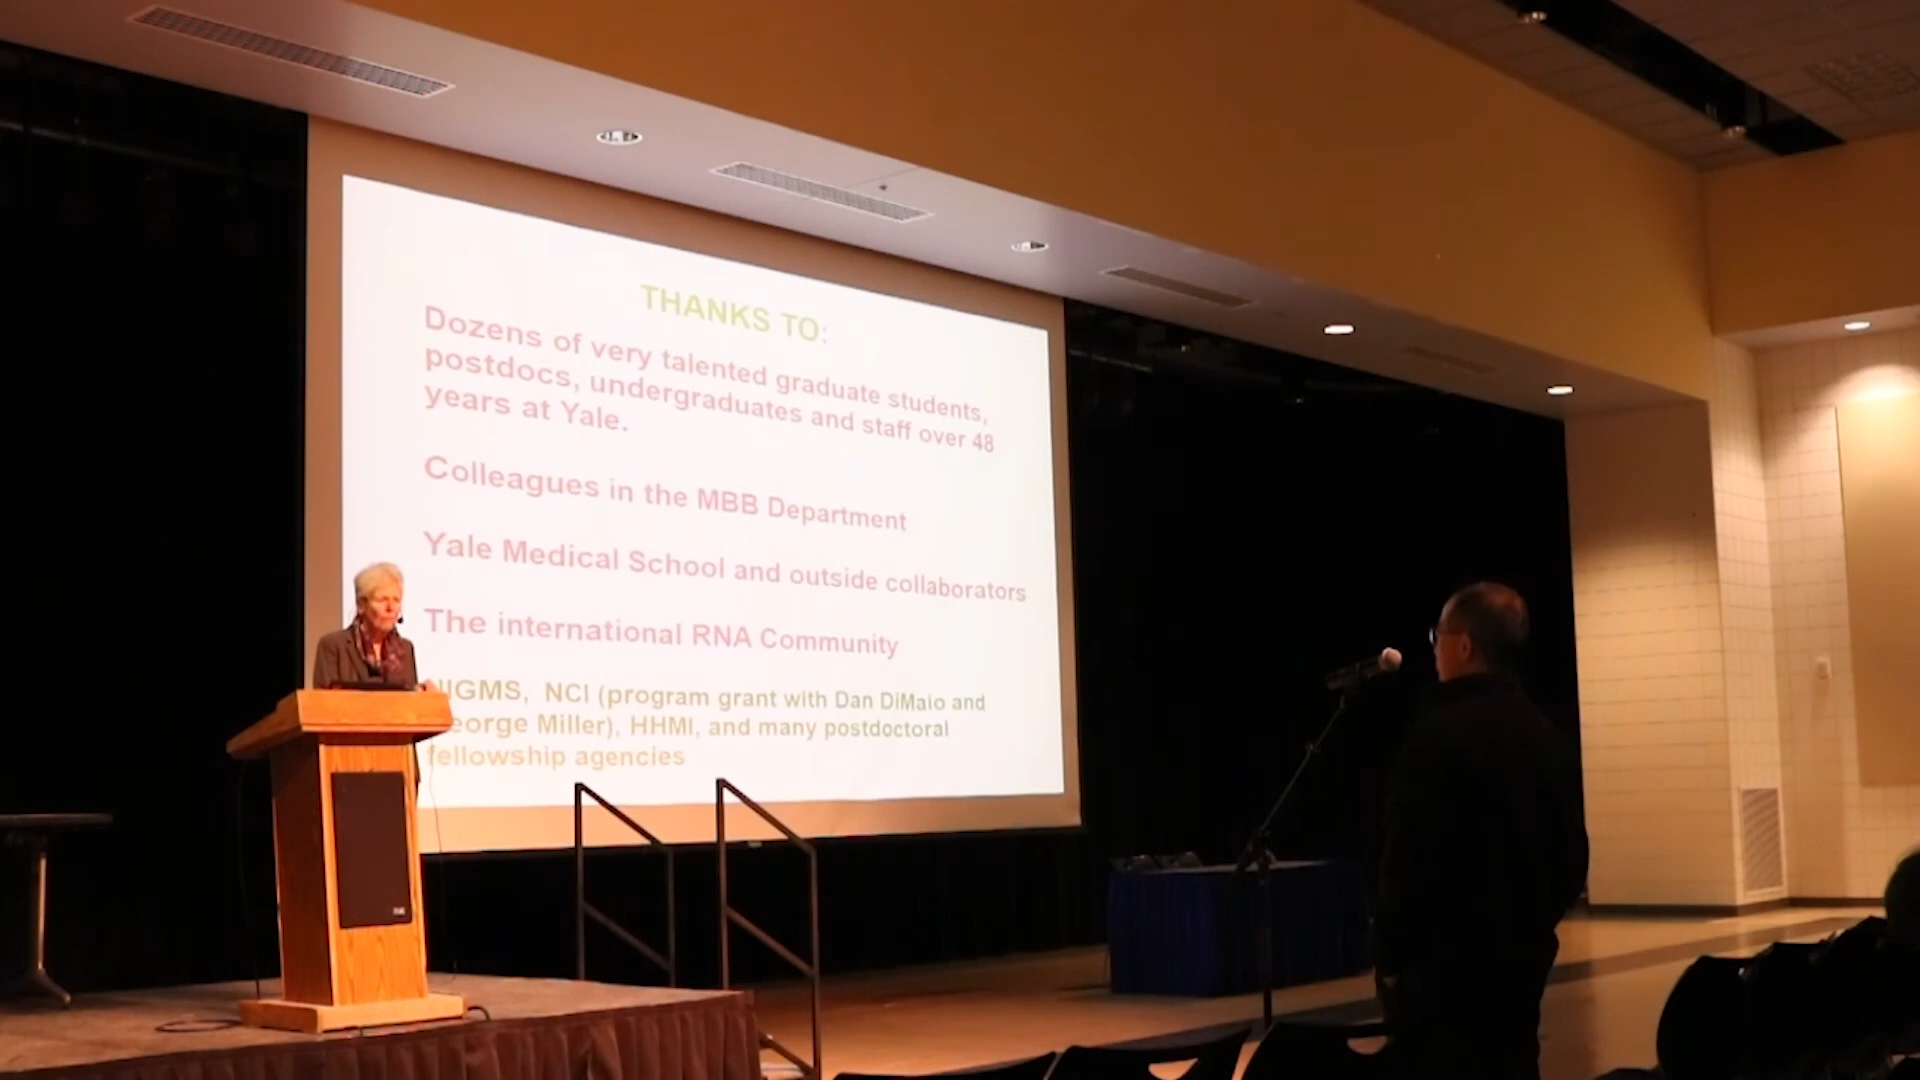 THANKS TO:
Dozens of very talented graduate students,
postdocs, undergraduates and staff over 48
years at Yale.
Colleagues in the MBB Department
Yale Medical School and outside collaborators
The international RNA Community
NIGMS, NCI (program grant with Dan DiMaio and
George Miller), HHMI, and many postdoctoral
fellowship agencies